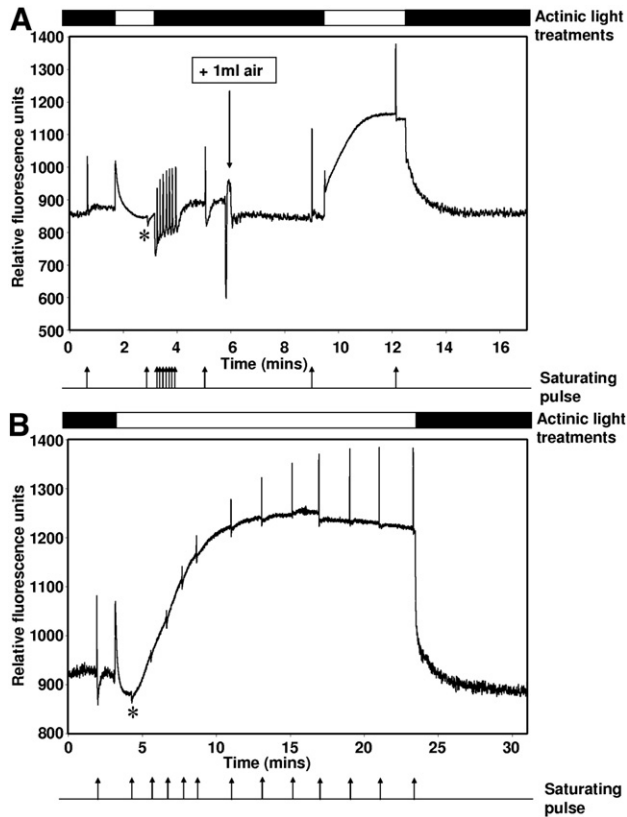 A
Actinic light
treatments
1400
1300
1200
1100
1000
900
800
700
600
500
Relative fluorescence units
+ 1ml air
*
0 2 4 6 8 10 12 14 16
Time (mins)
Saturating
pulse
B
Actinic light
treatments
1400
1300
1200
1100
1000
900
800
Relative fluorescence units
*
0 5 10 15 20 25 30
Time (mins)
Saturating
pulse